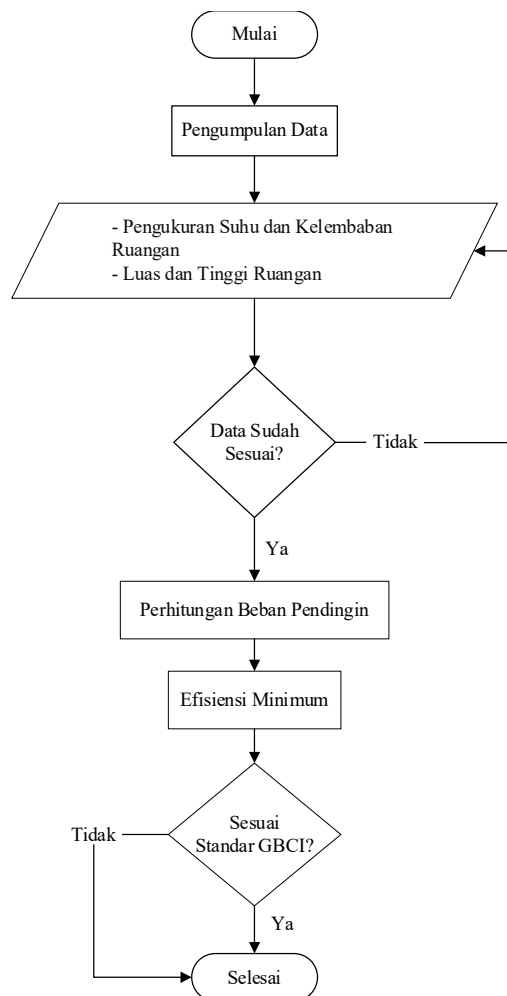 Mulai
Pengumpulan Data
- Pengukuran Suhu dan Kelembaban
Ruangan
- Luas dan Tinggi Ruangan
Data Sudah
Sesuai?
Tidak
Ya
Perhitungan Beban Pendingin
Efisiensi Minimum
Sesuai
Standar GBCI?
Tidak
Ya
Selesai